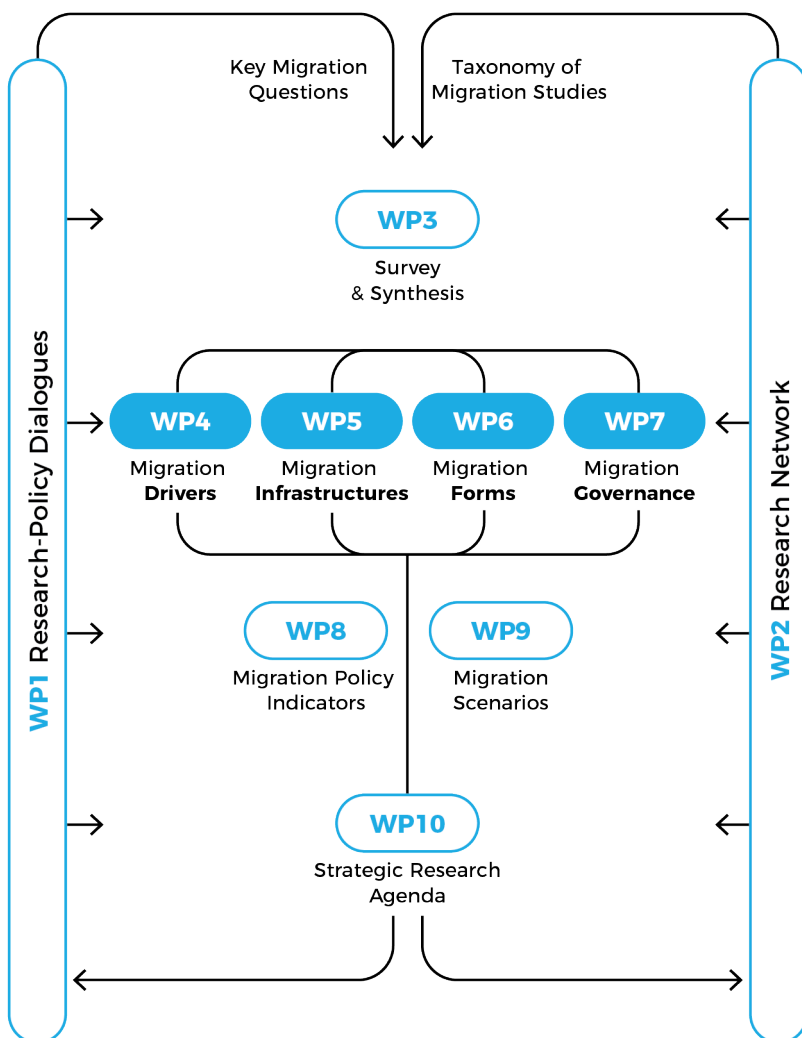 Key Migration
Questions
Taxonomy of
Migration Studies
WP3
Survey
& Synthesis
WP1 Research-Policy Dialogues
WP2 Research Network
WP4
Migration
Drivers
WP5
Migration
Infrastructures
WP6
Migration
Forms
WP7
Migration
Governance
WP8
Migration Policy
Indicators
WP9
Migration
Scenarios
WP10
Strategic Research
Agenda